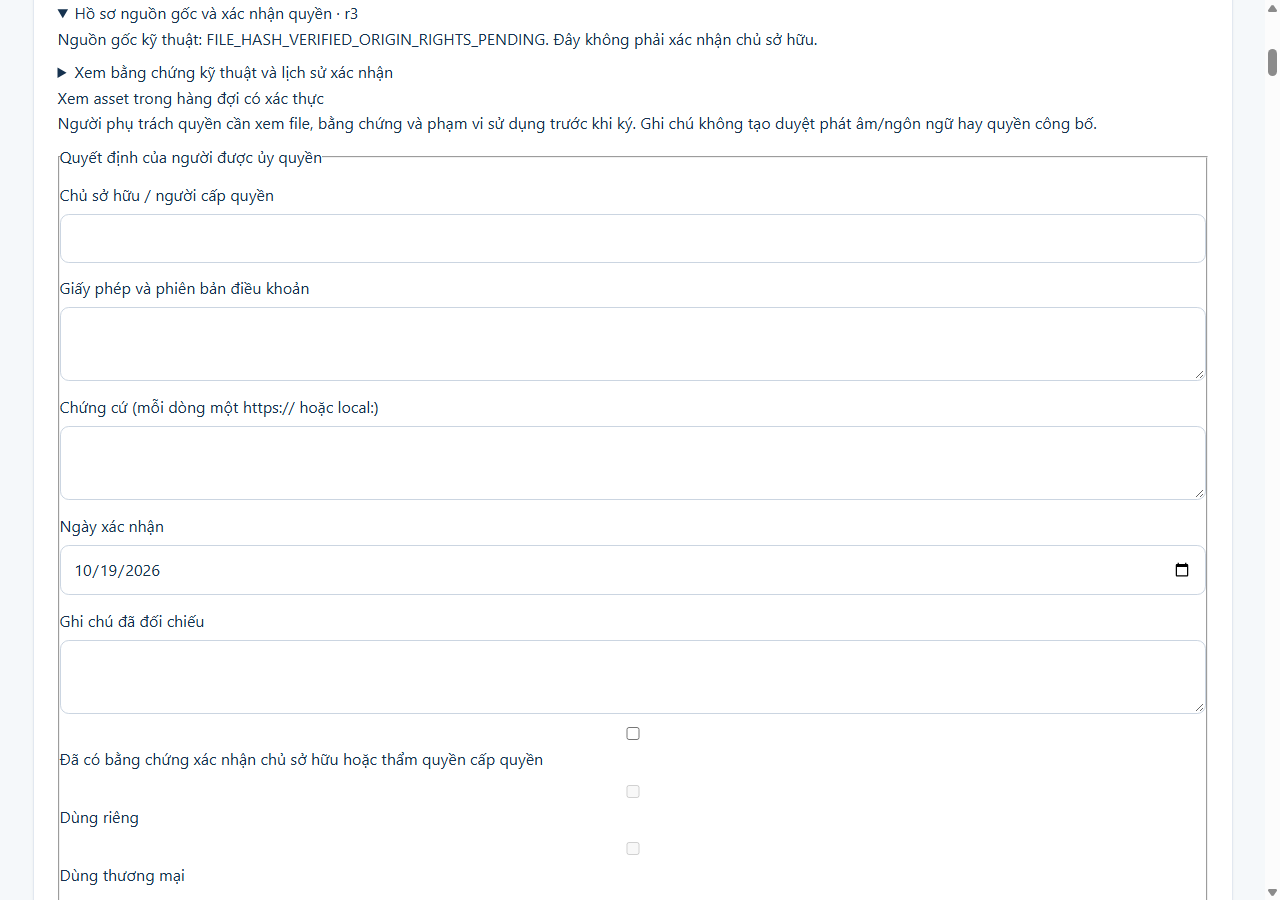 Hồ sơ nguồn gốc và xác nhận quyền · r3
Nguồn gốc kỹ thuật: FILE_HASH_VERIFIED_ORIGIN_RIGHTS_PENDING. Đây không phải xác nhận chủ sở hữu.
Xem bằng chứng kỹ thuật và lịch sử xác nhận
Xem asset trong hàng đợi có xác thực
Người phụ trách quyền cần xem file, bằng chứng và phạm vi sử dụng trước khi ký. Ghi chú không tạo duyệt phát âm/ngôn ngữ hay quyền công bố.
Quyết định của người được ủy quyền
Chủ sở hữu / người cấp quyền
Giấy phép và phiên bản điều khoản
Chứng cứ (mỗi dòng một https:// hoặc local:)
Ngày xác nhận
10/19/2026
Ghi chú đã đối chiếu
Đã có bằng chứng xác nhận chủ sở hữu hoặc thẩm quyền cấp quyền
Dùng riêng
Dùng thương mại